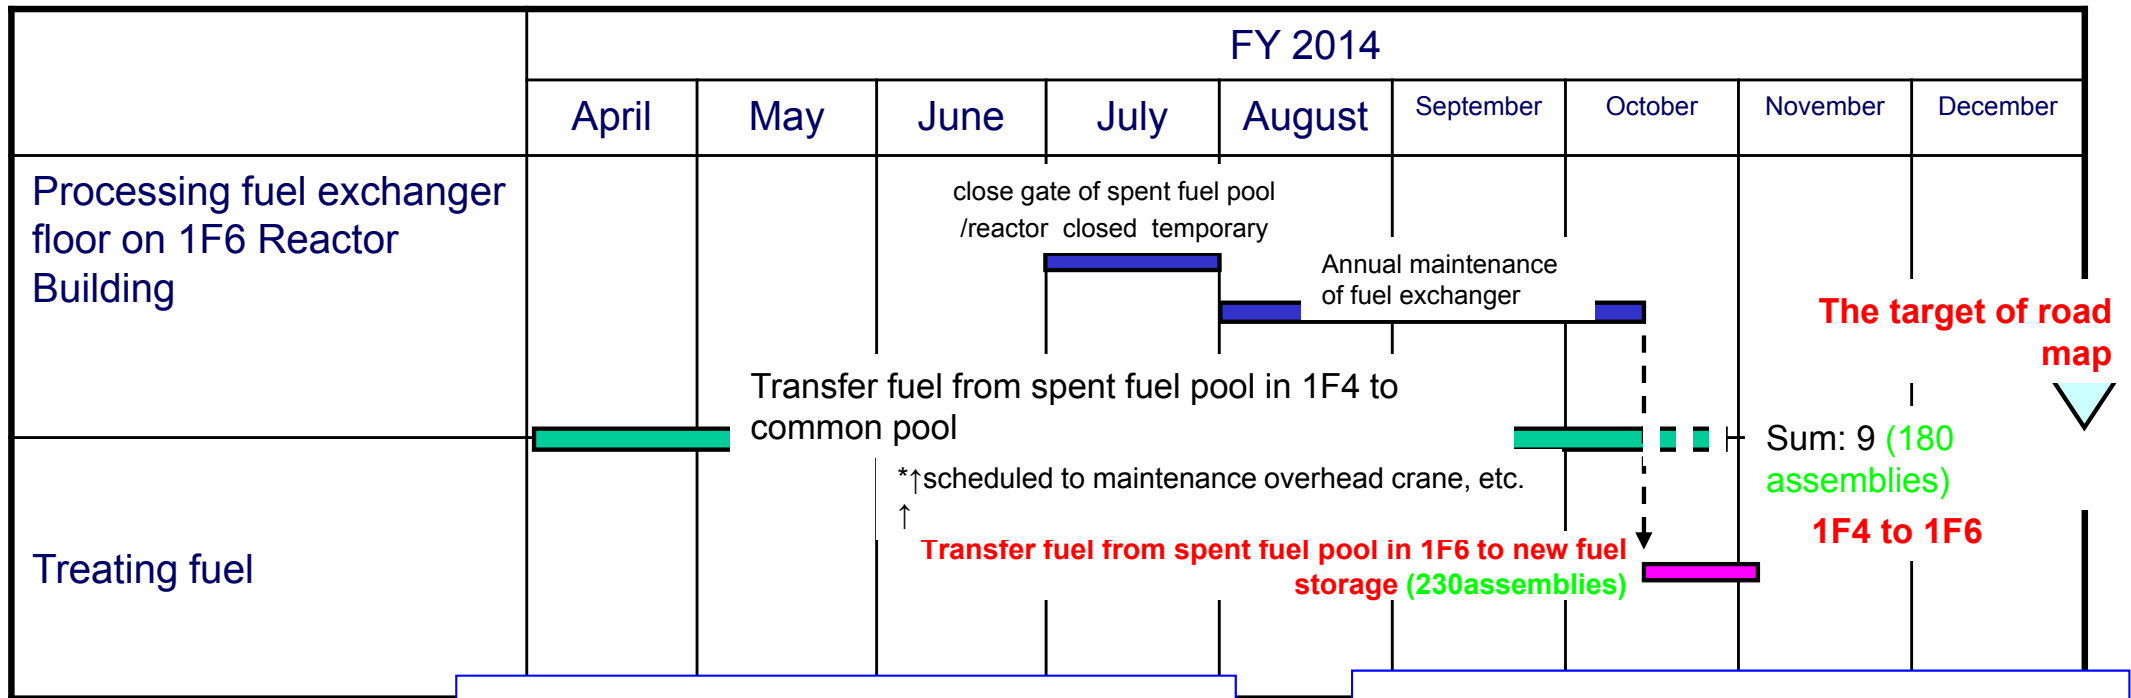 FY 2014
April May June July August September October November December
Processing fuel exchanger
floor on 1F6 Reactor
Building
close gate of spent fuel pool
/reactor closed temporary
Annual maintenance
of fuel exchanger
The target of road
map
Transfer fuel from spent fuel pool in 1F4 to
common pool
Sum: 9 (180
assemblies)
*↑scheduled to maintenance overhead crane, etc.
↑
1F4 to 1F6
Treating fuel
Transfer fuel from spent fuel pool in 1F6 to new fuel
storage (230assemblies)